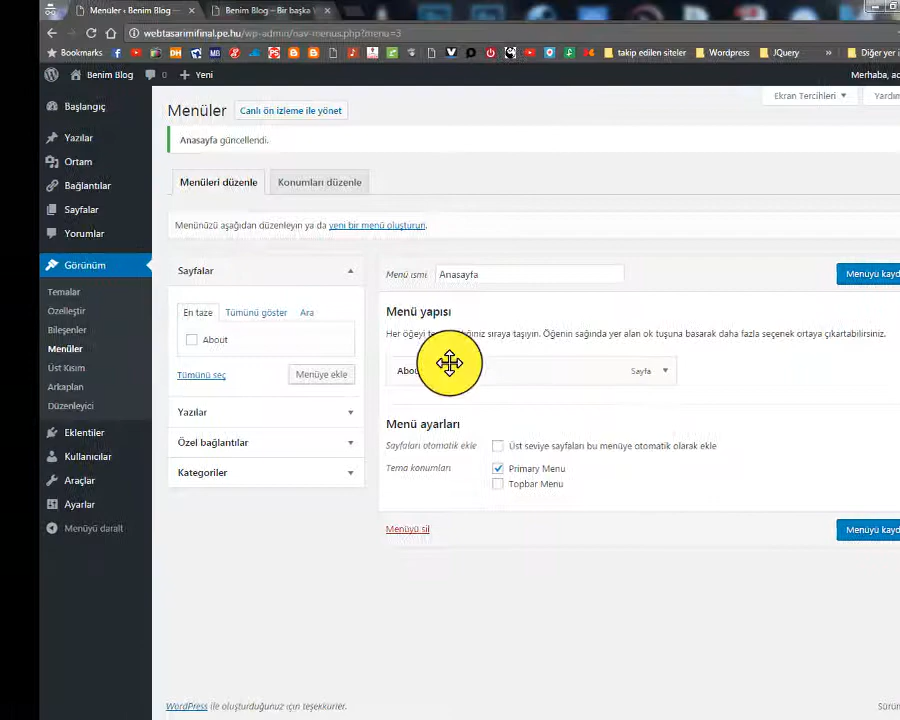 Menüler ‹ Benim Blog —
Benim Blog – Bir başka
webtasarimifinal.pe.hu/wp-admin/nav-menus.php?menu=3
Bookmarks
takip edilen siteler
Wordpress
JQuery
»
Diğer yer
Benim Blog
0
Yeni
Merhaba,
Başlangıç
Yazılar
Ortam
Bağlantılar
Sayfalar
Yorumlar
Görünüm
Temalar
Özelleştir
Bileşenler
Menüler
Üst Kısım
Arkaplan
Düzenleyici
Eklentiler
Kullanıcılar
Araçlar
Ayarlar
Menüyü daralt
Menüler
Canlı ön izleme ile yönet
Ekran Tercihleri
Yardım
Anasayfa güncellendi.
Menüleri düzenle
Konumları düzenle
Menünüzü aşağıdan düzenleyin ya da yeni bir menü oluşturun.
Sayfalar
En taze
Tümünü göster
Ara
About
Tümünü seç
Menüye ekle
Yazılar
Özel bağlantılar
Kategoriler
Menü ismi
Anasayfa
Menüyü kayd
Menü yapısı
Her öğeyi sıraya taşıyın. Öğenin sağında yer alan ok tuşuna basarak daha fazla seçenek ortaya çıkartabilirsiniz.
Abou
Sayfa
Menü ayarları
Sayfaları otomatik ekle
Üst seviye sayfaları bu menüye otomatik olarak ekle
Tema konumları
Primary Menu
Topbar Menu
Menüyü sil
Menüyü kayd
WordPress ile oluşturduğunuz için teşekkürler.
Sürün